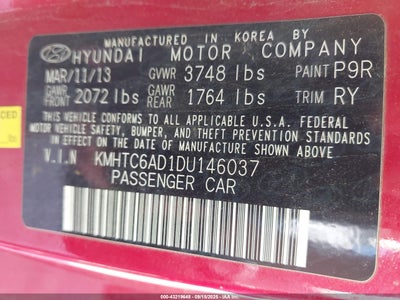 CED
lbs
MANUFACTURED IN KOREA BY
HYUNDAI MOTOR COMPANY
MAR/11/13 GVWR 3748 lbs PAINT P9R
GAWR FRONT 2072 lbs GAWR REAR 1764 lbs TRIM RY
THIS VEHICLE CONFORMS TO ALL APPLICABLE U.S.A. FEDERAL
MOTOR VEHICLE SAFETY, BUMPER, AND THEFT PREVENTION STANDARDS
IN EFFECT ON THE DATE OF MANUFACTURE SHOWN ABOVE.
V.I.N KMHTC6AD1DU146037
PASSENGER CAR
000-43219645 - 09/15/2025 - © IAA